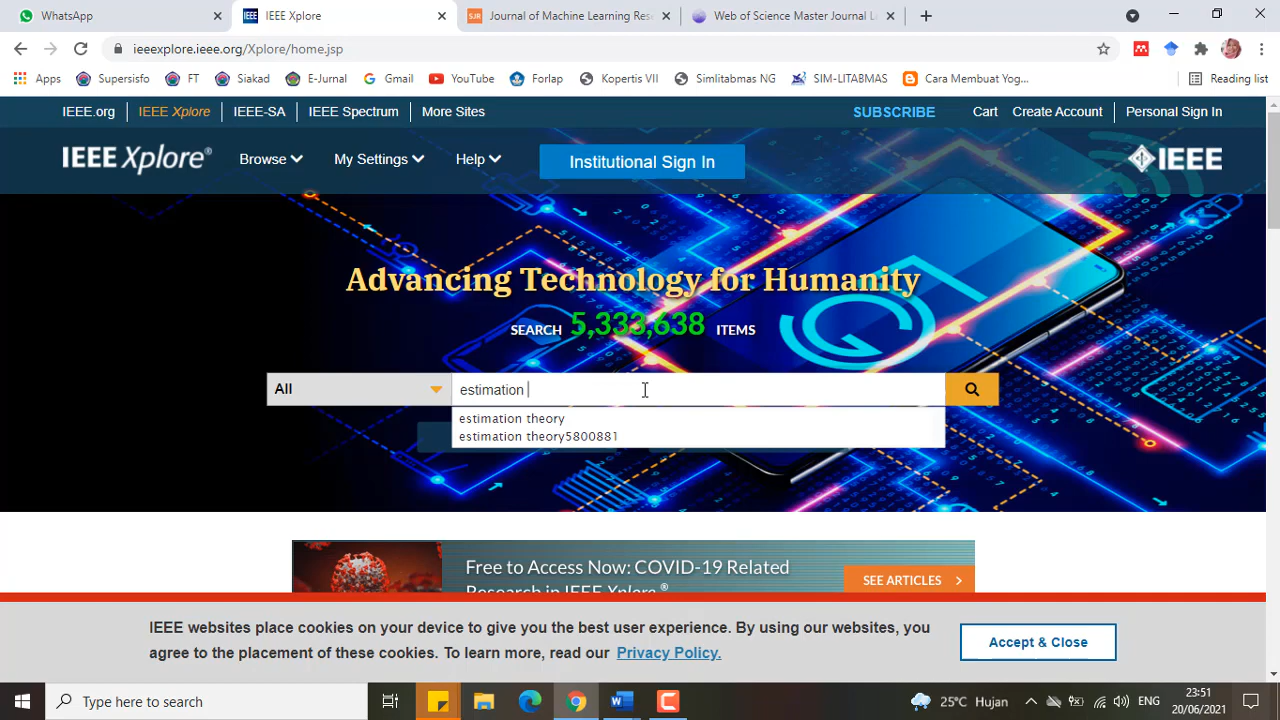 WhatsApp
IEEE Xplore
Journal of Machine Learning Res
Web of Science Master Journal L
ieeexplore.ieee.org/Xplore/home.jsp
Apps
Supersisfo
FT
Siakad
E-Jurnal
Gmail
YouTube
Forlap
Kopertis VII
Simlitabmas NG
SIM-LITABMAS
Cara Membuat Yog...
Reading list
IEEE.org
IEEE Xplore
IEEE-SA
IEEE Spectrum
More Sites
SUBSCRIBE
Cart
Create Account
Personal Sign In
IEEE Xplore®
Browse
My Settings
Help
Institutional Sign In
IEEE
Advancing Technology for Humanity
SEARCH 5,333,638 ITEMS
All
estimation
estimation theory
estimation theory5800881
Free to Access Now: COVID-19 Related
Research in IEEE Xplore ®
SEE ARTICLES
IEEE websites place cookies on your device to give you the best user experience. By using our websites, you
agree to the placement of these cookies. To learn more, read our Privacy Policy.
Accept & Close
Type here to search
25°C Hujan
ENG
23:51
20/06/2021